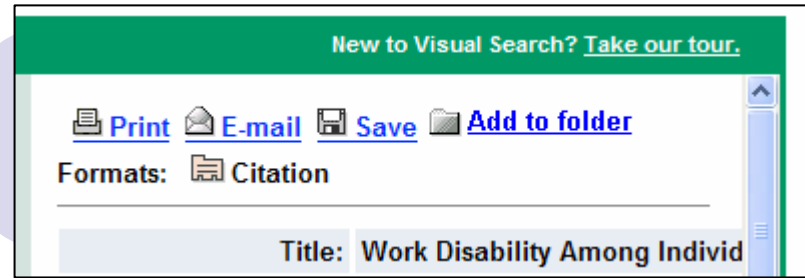 New to Visual Search? Take our tour.
Print E-mail Save Add to folder
Formats: Citation
Title: Work Disability Among Individ